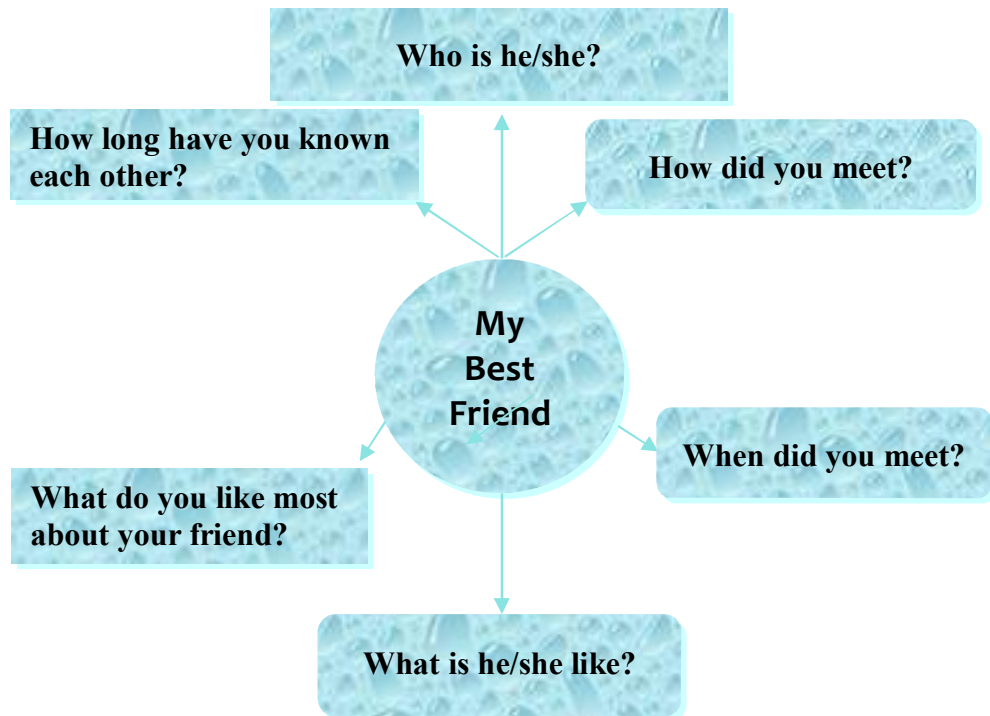 Who is he/she?
How long have you known
each other?
How did you meet?
My
Best
Friend
When did you meet?
What do you like most
about your friend?
What is he/she like?